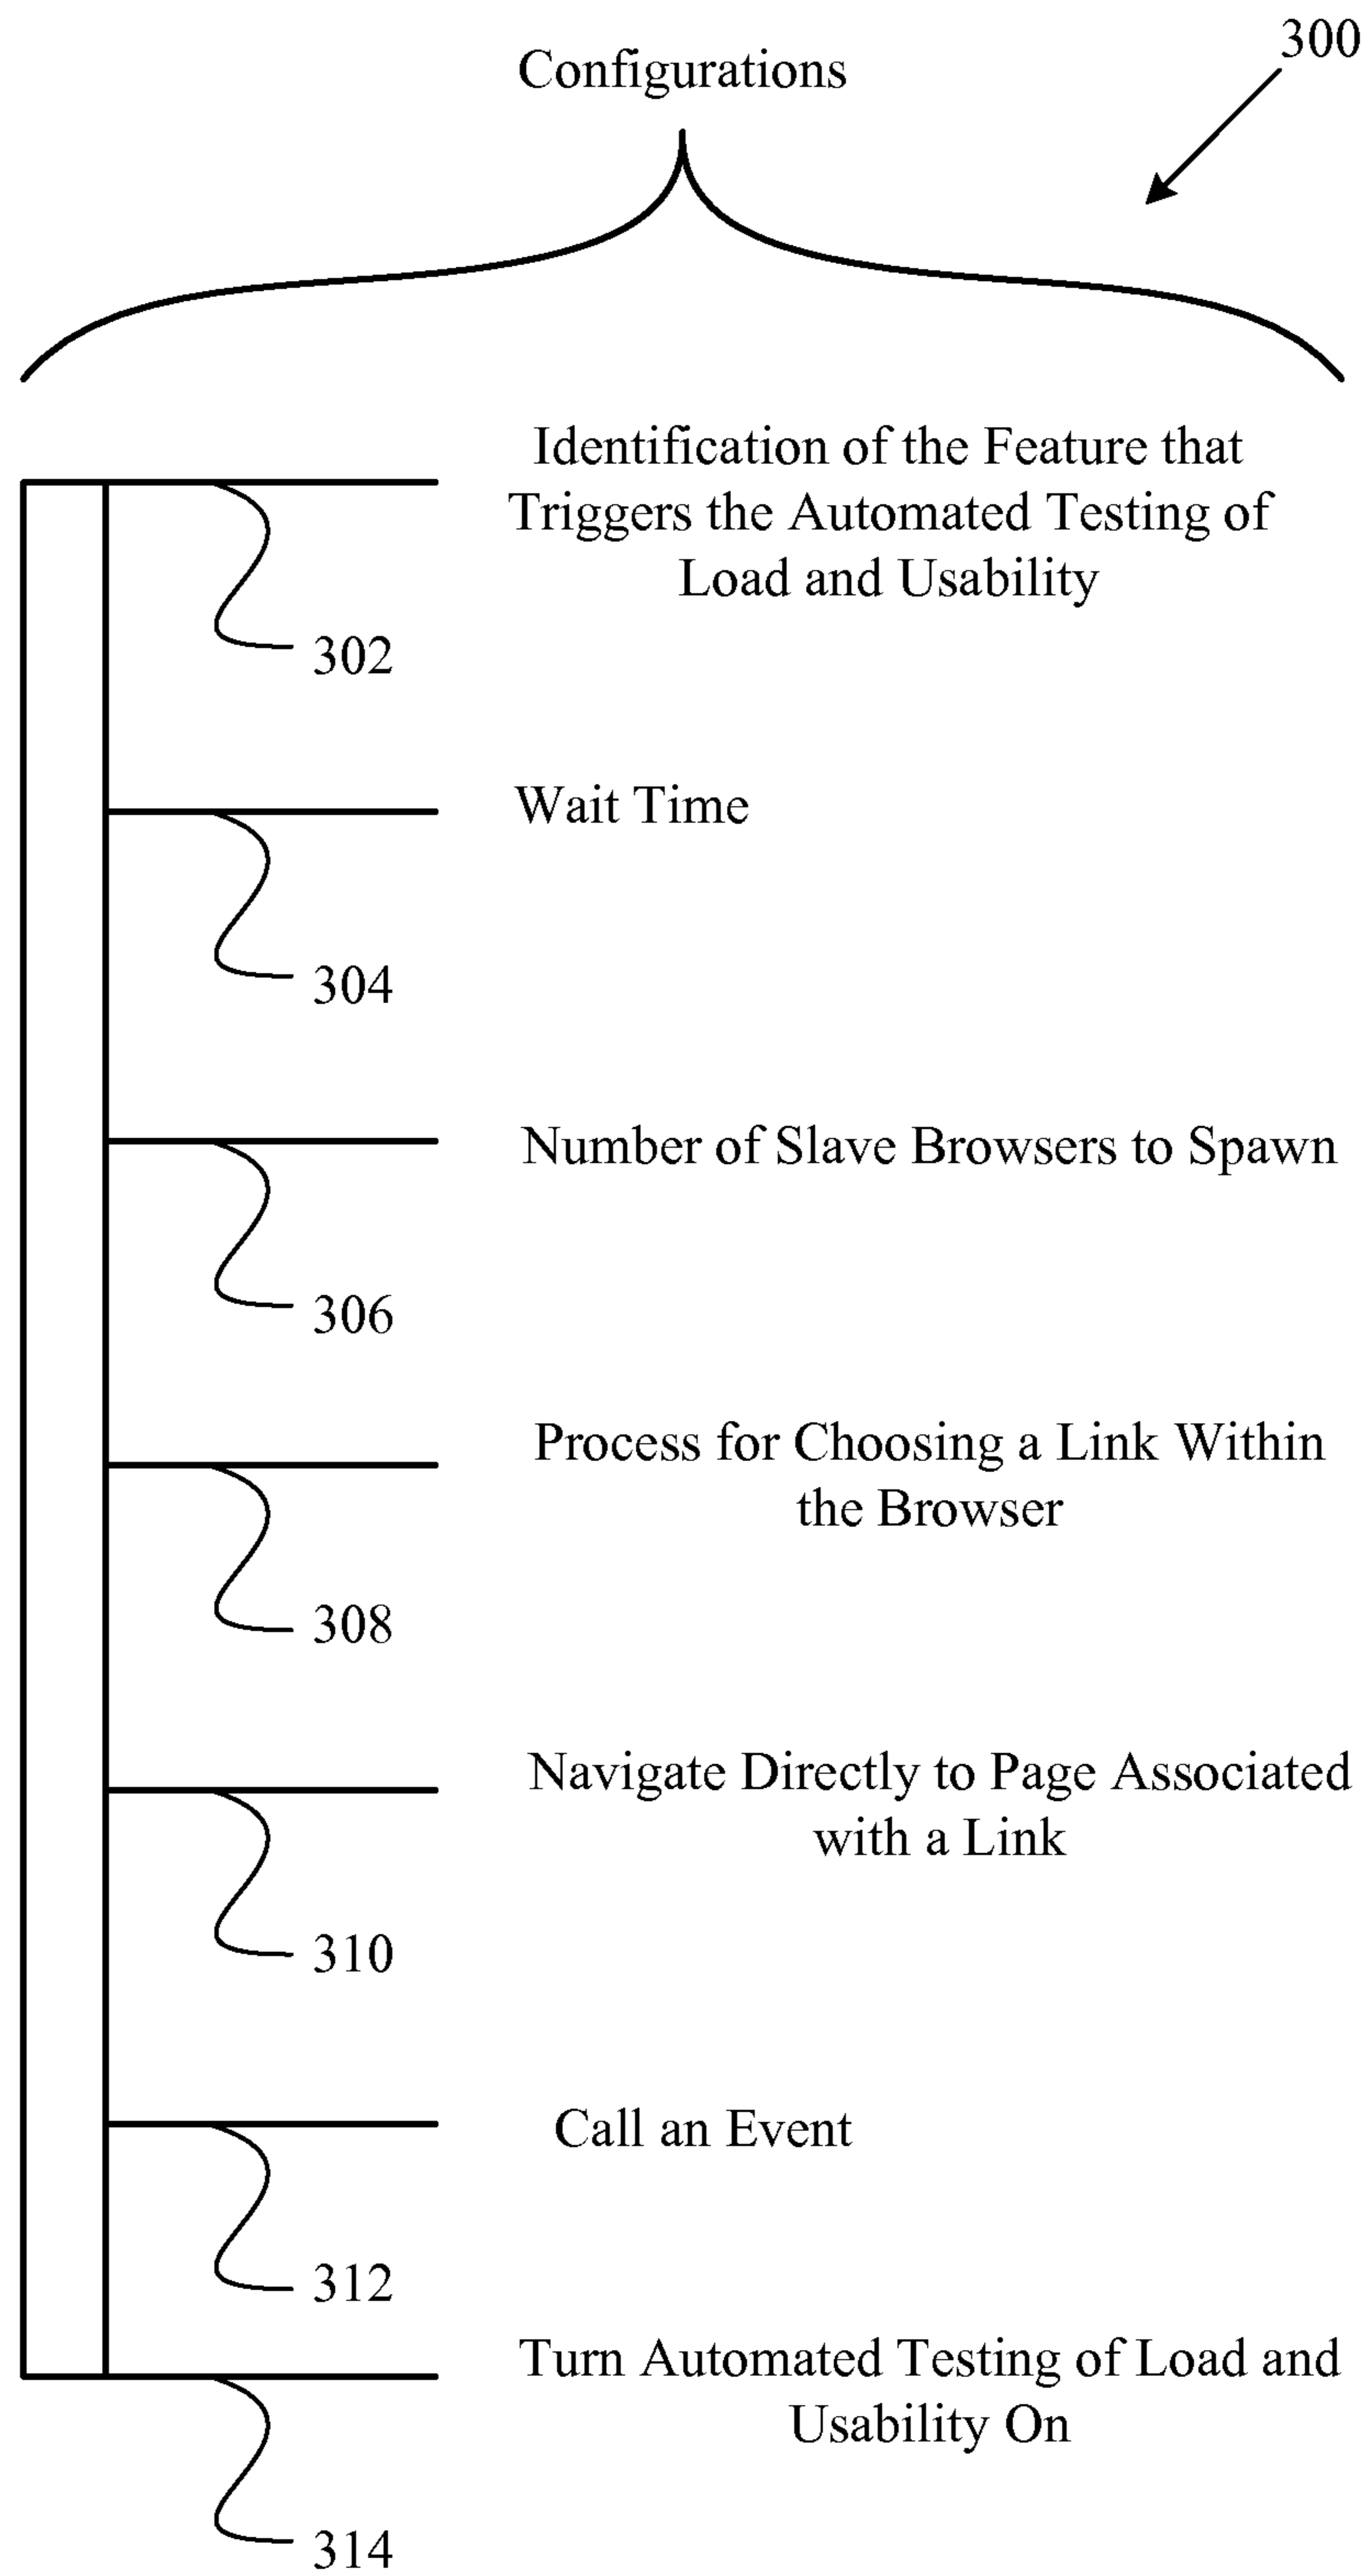 300
Configurations
Identification of the Feature that
Triggers the Automated Testing of
Load and Usability
302
Wait Time
304
Number of Slave Browsers to Spawn
306
Process for Choosing a Link Within
the Browser
308
Navigate Directly to Page Associated
with a Link
310
Call an Event
312
Turn Automated Testing of Load and
Usability On
314